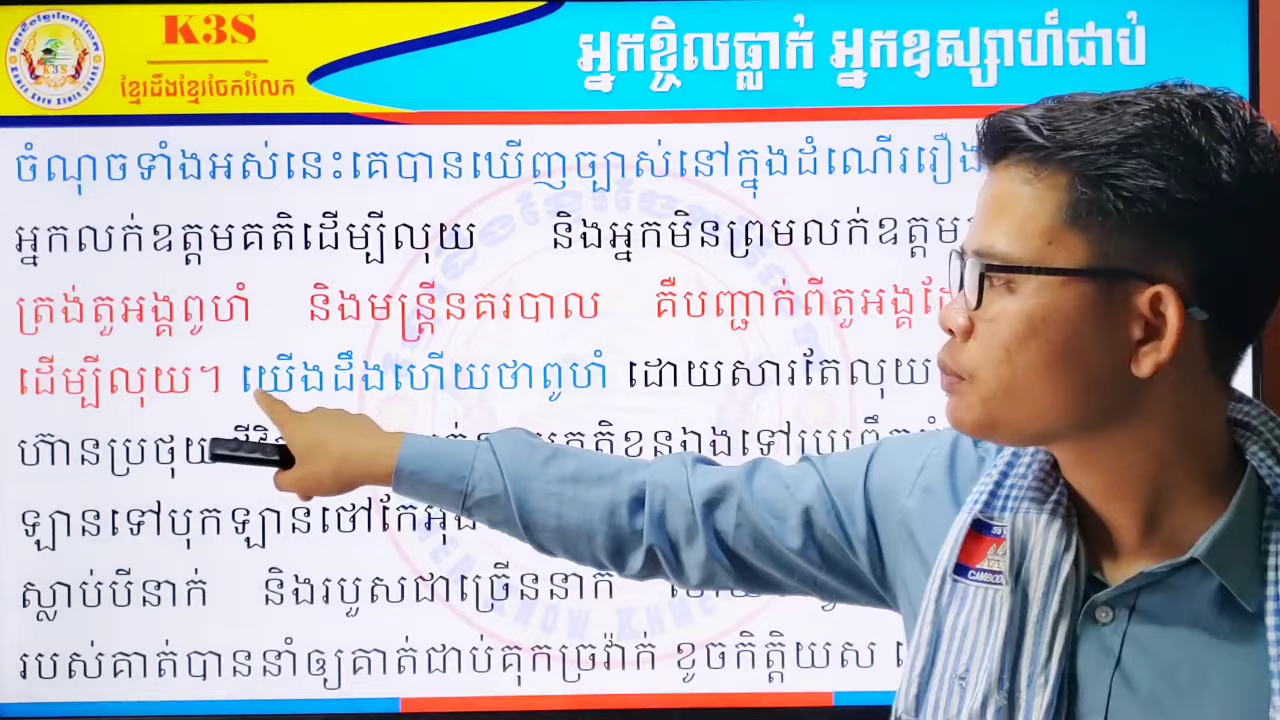 K3S
ខ្មែរដឹងខ្មែរចែករំលែក
អ្នកខ្ជិលធ្លាក់ អ្នកឧស្សាហ៍ជាប់
ចំណុចទាំងអស់នេះគេបានឃើញច្បាស់នៅក្នុងដំណើររឿង
អ្នកលក់ឧត្តមគតិដើម្បីលុយ និងអ្នកមិនព្រមលក់ឧត្តម
ត្រង់តួអង្គពូហាំ និងមន្ត្រីនគរបាល គឺបញ្ជាក់ពីតួអង្គ
ដើម្បីលុយ។ យើងដឹងហើយថាពូហាំ ដោយសារតែលុយ
ហ៊ានប្រថុយ
ឡានទៅបុកឡានថៅកែអុង
ស្លាប់បីនាក់ និងរបួសជាច្រើននាក់
របស់គាត់បាននាំឲ្យគាត់ជាប់គុកច្រវ៉ាក់ ខូចកិត្តិយស
CAMBODIA